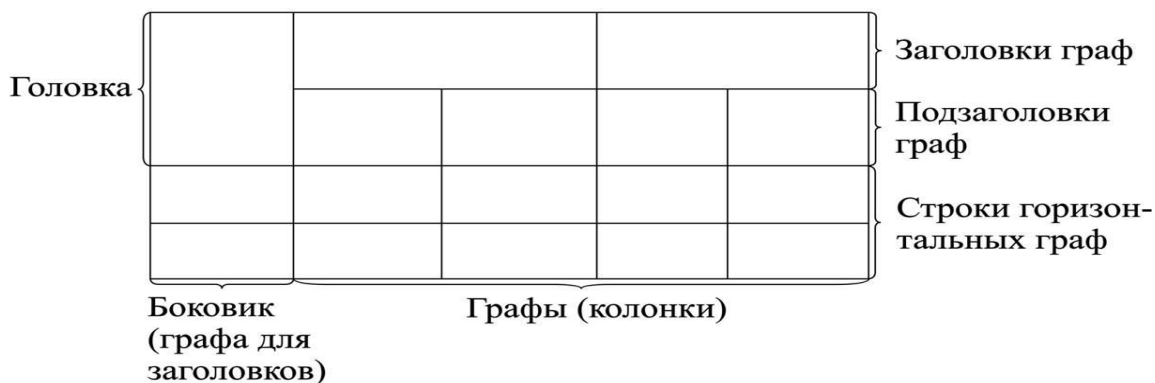 Заголовки граф
Головка
Подзаголовки
граф
Строки горизон-
тальных граф
Боковик
(графа для
заголовков)
Графы (колонки)